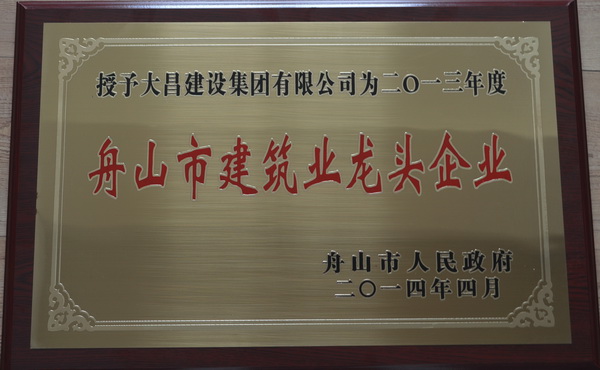 授予大昌建设集团有限公司为二〇一三年度
舟山市建筑业龙头企业
舟山市人民政府
二〇一四年四月